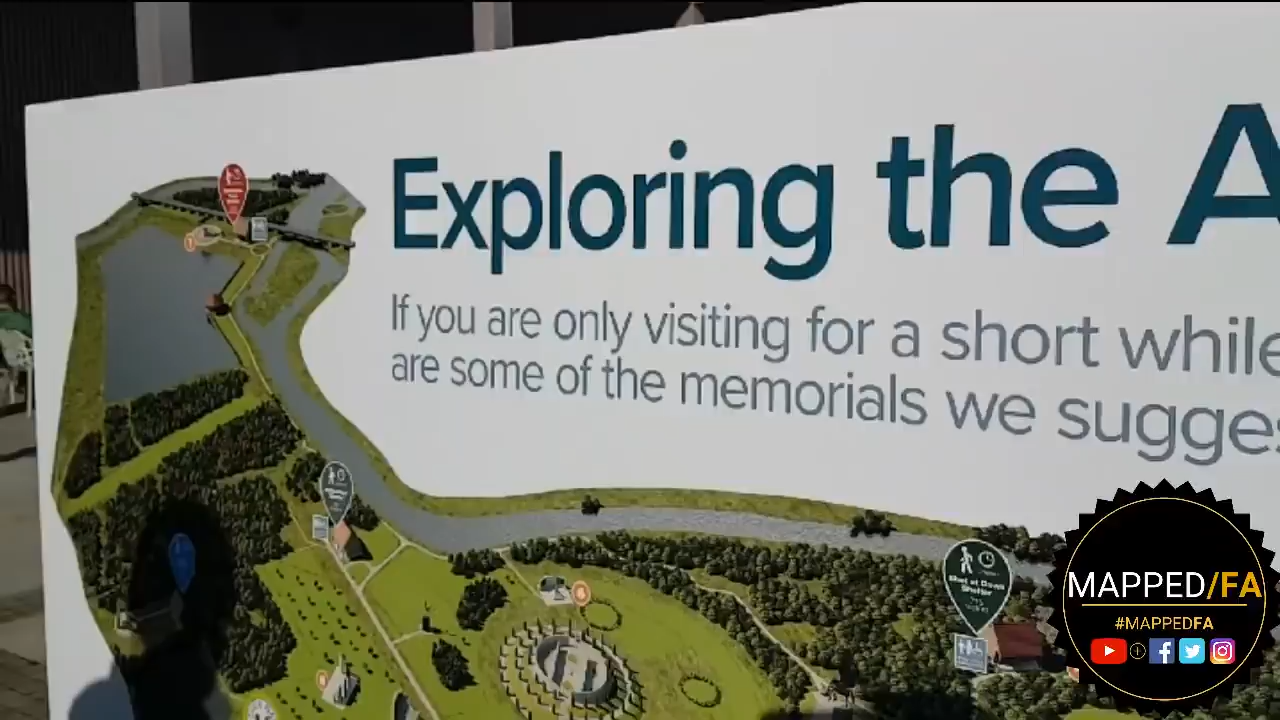 Exploring the A
If you are only visiting for a short while
are some of the memorials we sugges
Shot at Dawn
Shelter
MAPPED/FA
#MAPPEDFA